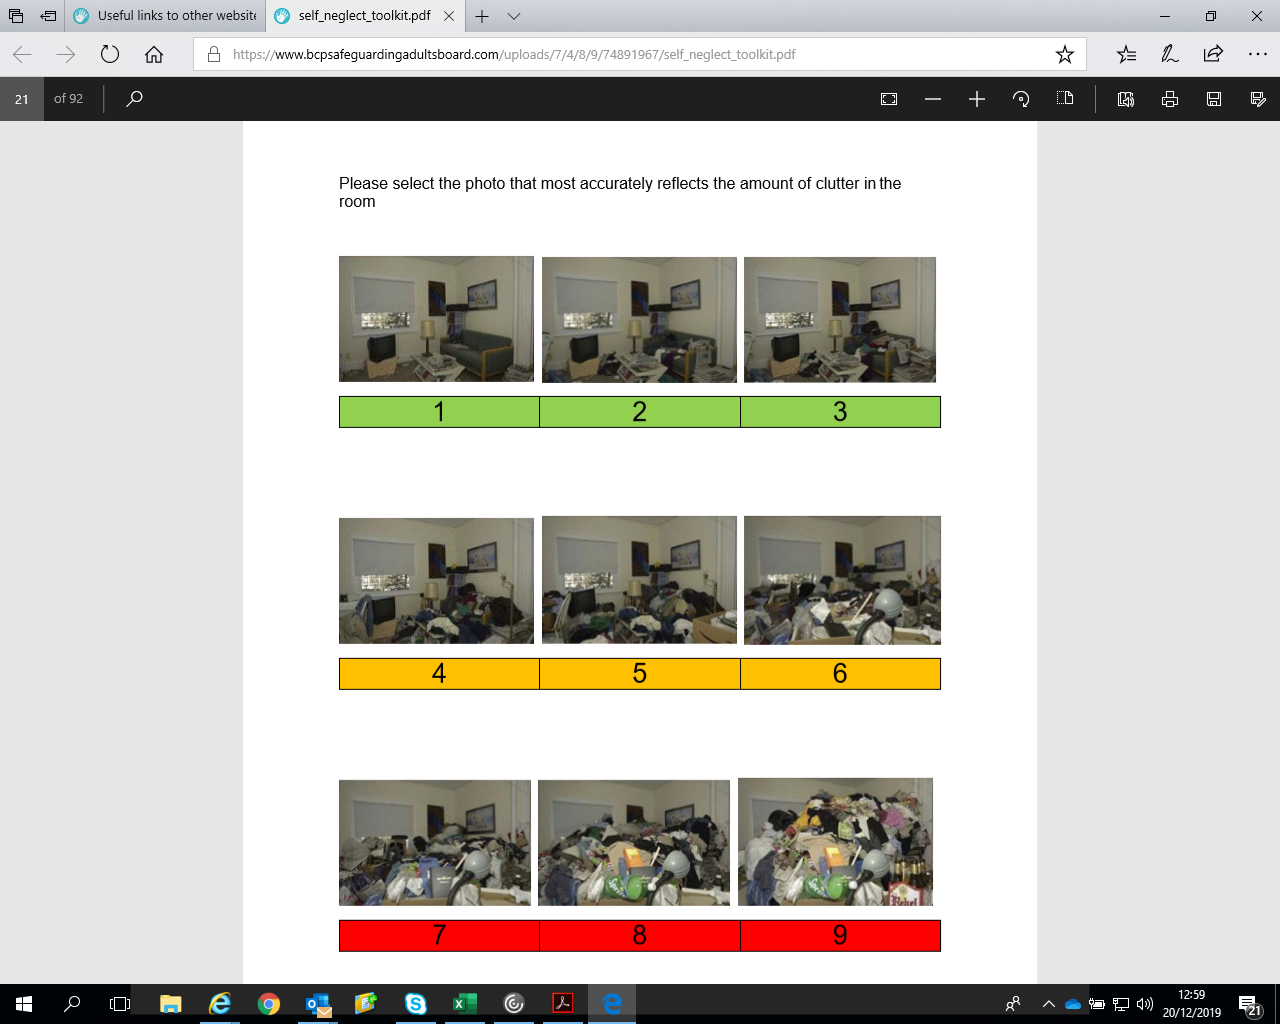 Useful links to other website
self_neglect_toolkit.pdf
https://www.bcpsafeguardingadultsboard.com/uploads/7/4/8/9/74891967/self_neglect_toolkit.pdf
21 of 92
Please select the photo that most accurately reflects the amount of clutter in the
room
1 2 3
4 5 6
7 8 9
12:59
20/12/2019
21